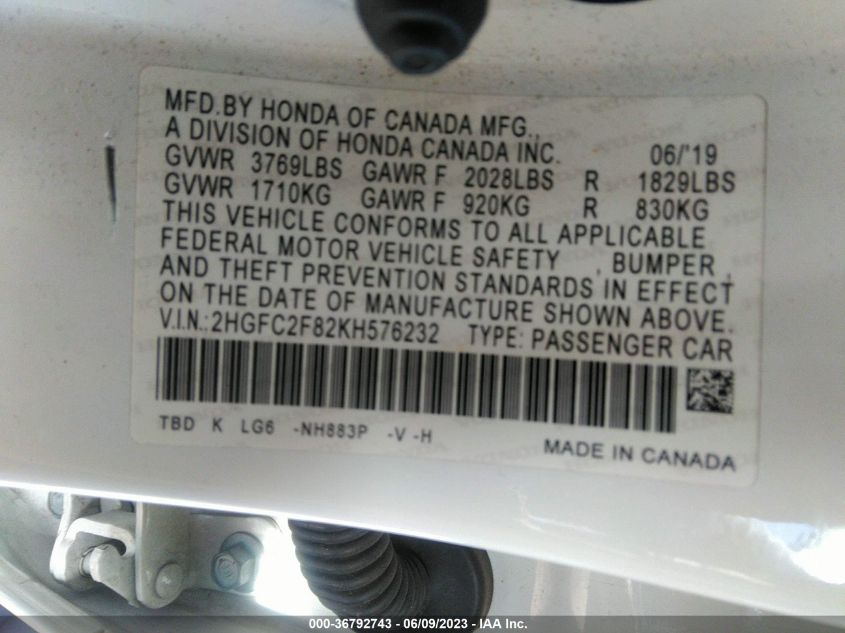 MFD.BY HONDA OF CANADA MFG.,
A DIVISION OF HONDA CANADA INC. 06/'19
GVWR 3769LBS GAWR F 2028LBS R 1829LBS
GVWR 1710KG GAWR F 920KG R 830KG
THIS VEHICLE CONFORMS TO ALL APPLICABLE
FEDERAL MOTOR VEHICLE SAFETY , BUMPER ,
AND THEFT PREVENTION STANDARDS IN EFFECT
ON THE DATE OF MANUFACTURE SHOWN ABOVE.
V.I.N.:2HGFC2F82KH576232 TYPE: PASSENGER CAR
TBD K LG6 -NH883P -V -H
MADE IN CANADA
000-36792743 - 06/09/2023 - IAA Inc.